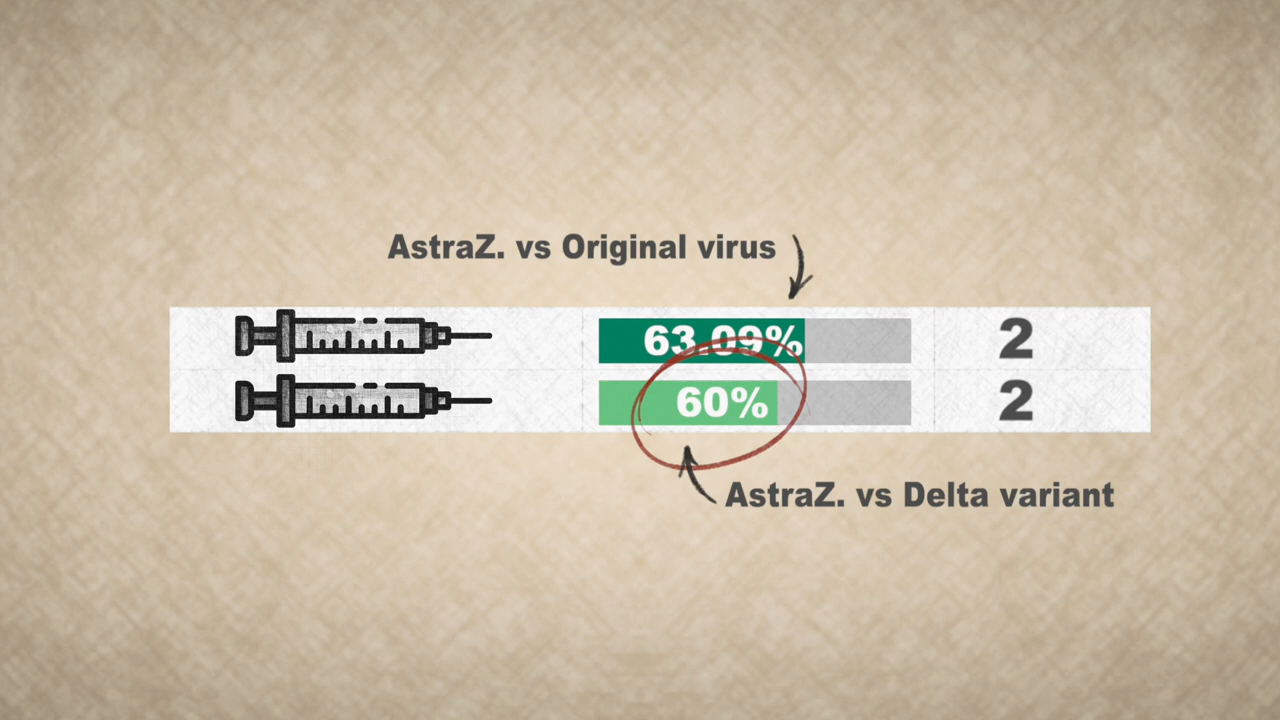 AstraZ. vs Original virus
63.09% 2
60% 2
AstraZ. vs Delta variant